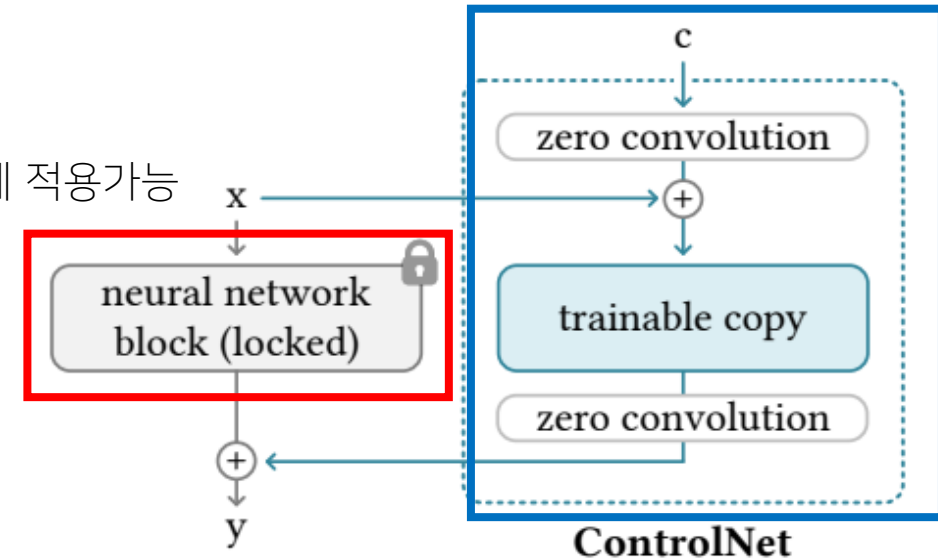 c
zero convolution
적용가능
x
+
neural network
block (locked)
trainable copy
zero convolution
+
y
ControlNet